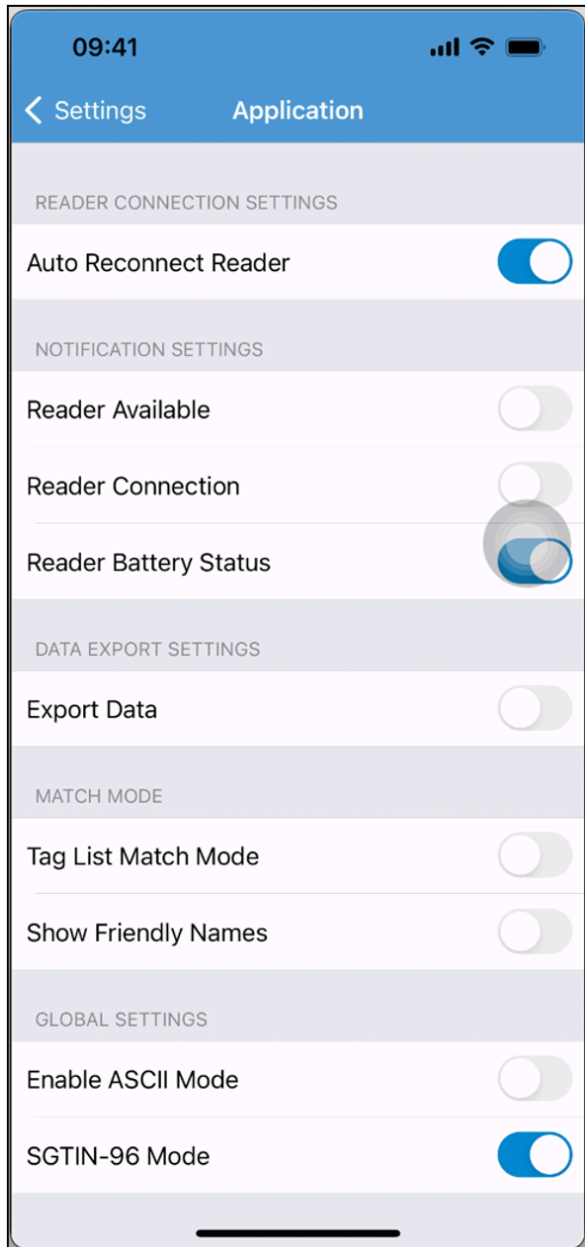 09:41
Settings
Application
READER CONNECTION SETTINGS
Auto Reconnect Reader
NOTIFICATION SETTINGS
Reader Available
Reader Connection
Reader Battery Status
DATA EXPORT SETTINGS
Export Data
MATCH MODE
Tag List Match Mode
Show Friendly Names
GLOBAL SETTINGS
Enable ASCII Mode
SGTIN-96 Mode